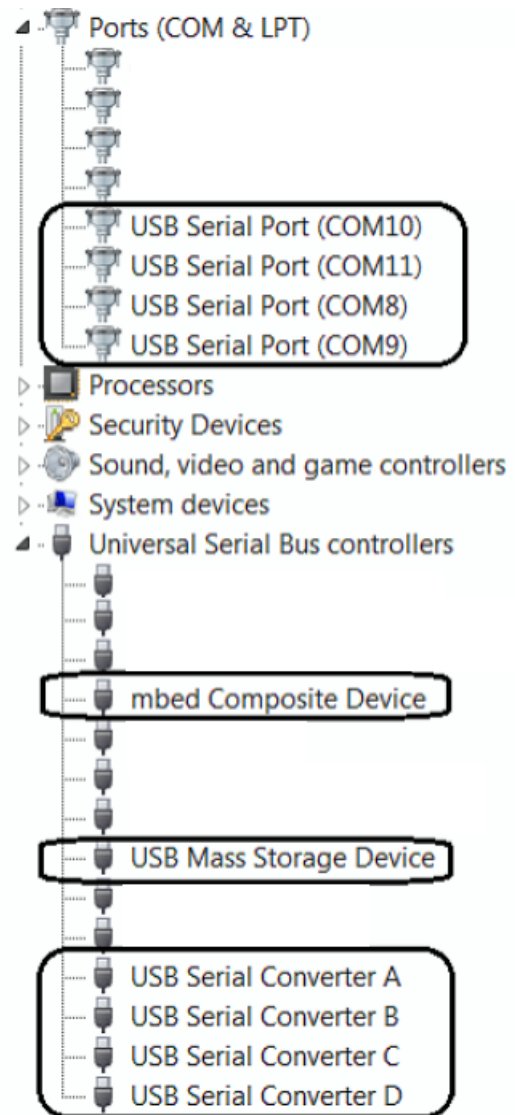 Ports (COM & LPT)
USB Serial Port (COM10)
USB Serial Port (COM11)
USB Serial Port (COM8)
USB Serial Port (COM9)
Processors
Security Devices
Sound, video and game controllers
System devices
Universal Serial Bus controllers
mbed Composite Device
USB Mass Storage Device
USB Serial Converter A
USB Serial Converter B
USB Serial Converter C
USB Serial Converter D